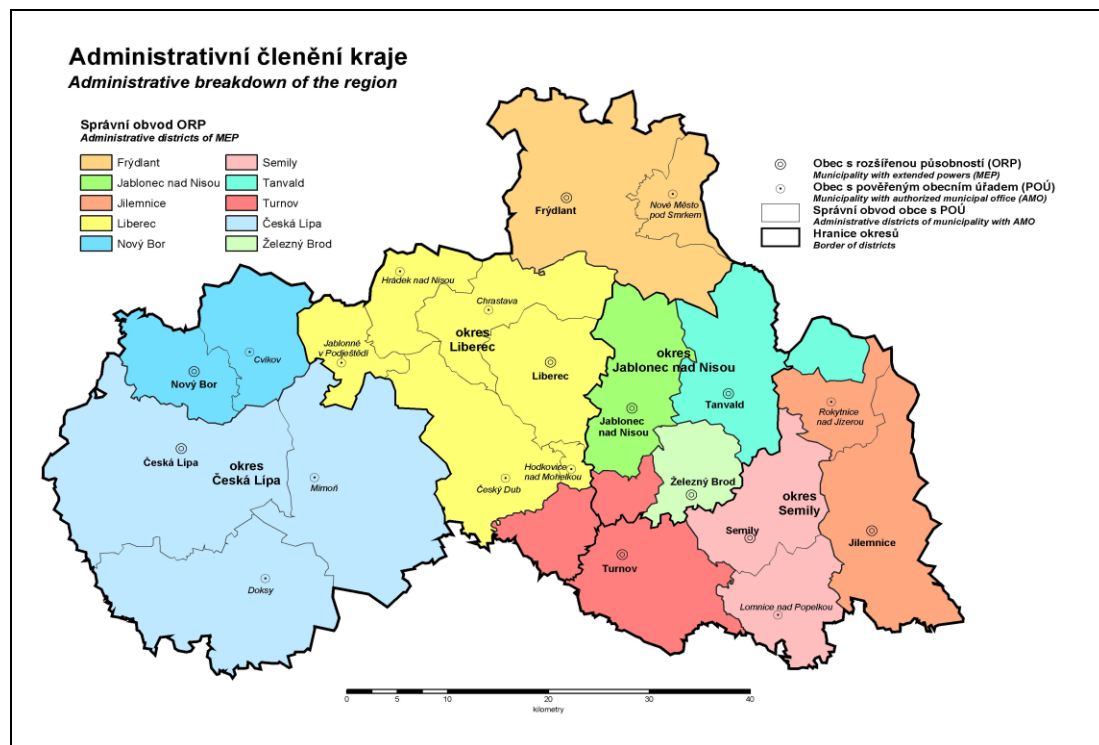 Administrativní členění kraje
Administrative breakdown of the region
Správní obvod ORP
Administrative districts of MEP
Frýdlant
Jablonec nad Nisou
Jilemnice
Liberec
Nový Bor
Semily
Tanvald
Turnov
Česká Lípa
Železný Brod
Obec s rozšířenou působností (ORP)
Municipality with extended powers (MEP)
Obec s pověřeným obecním úřadem (POÚ)
Municipality with authorized municipal office (AMO)
Správní obvod obce s POÚ
Administrative districts of municipality with AMO
Hranice okresů
Border of districts
Frýdlant
Nové Město
pod Smrkem
Hrádek nad Nisou
Chrastava
okres
Liberec
Jablonné
v Podještědí
Cvikov
Nový Bor
Liberec
okres
Jablonec nad Nisou
Tanvald
Jablonec
nad Nisou
Rokytnice
nad Jizerou
Česká Lípa
okres
Česká Lípa
Mimoň
Hodkovice
nad Mohelkou
Český Dub
Železný Brod
okres
Semily
Semily
Jilemnice
Turnov
Doksy
Lomnice nad Popelkou
0 5 10 20 30 40
kilometry